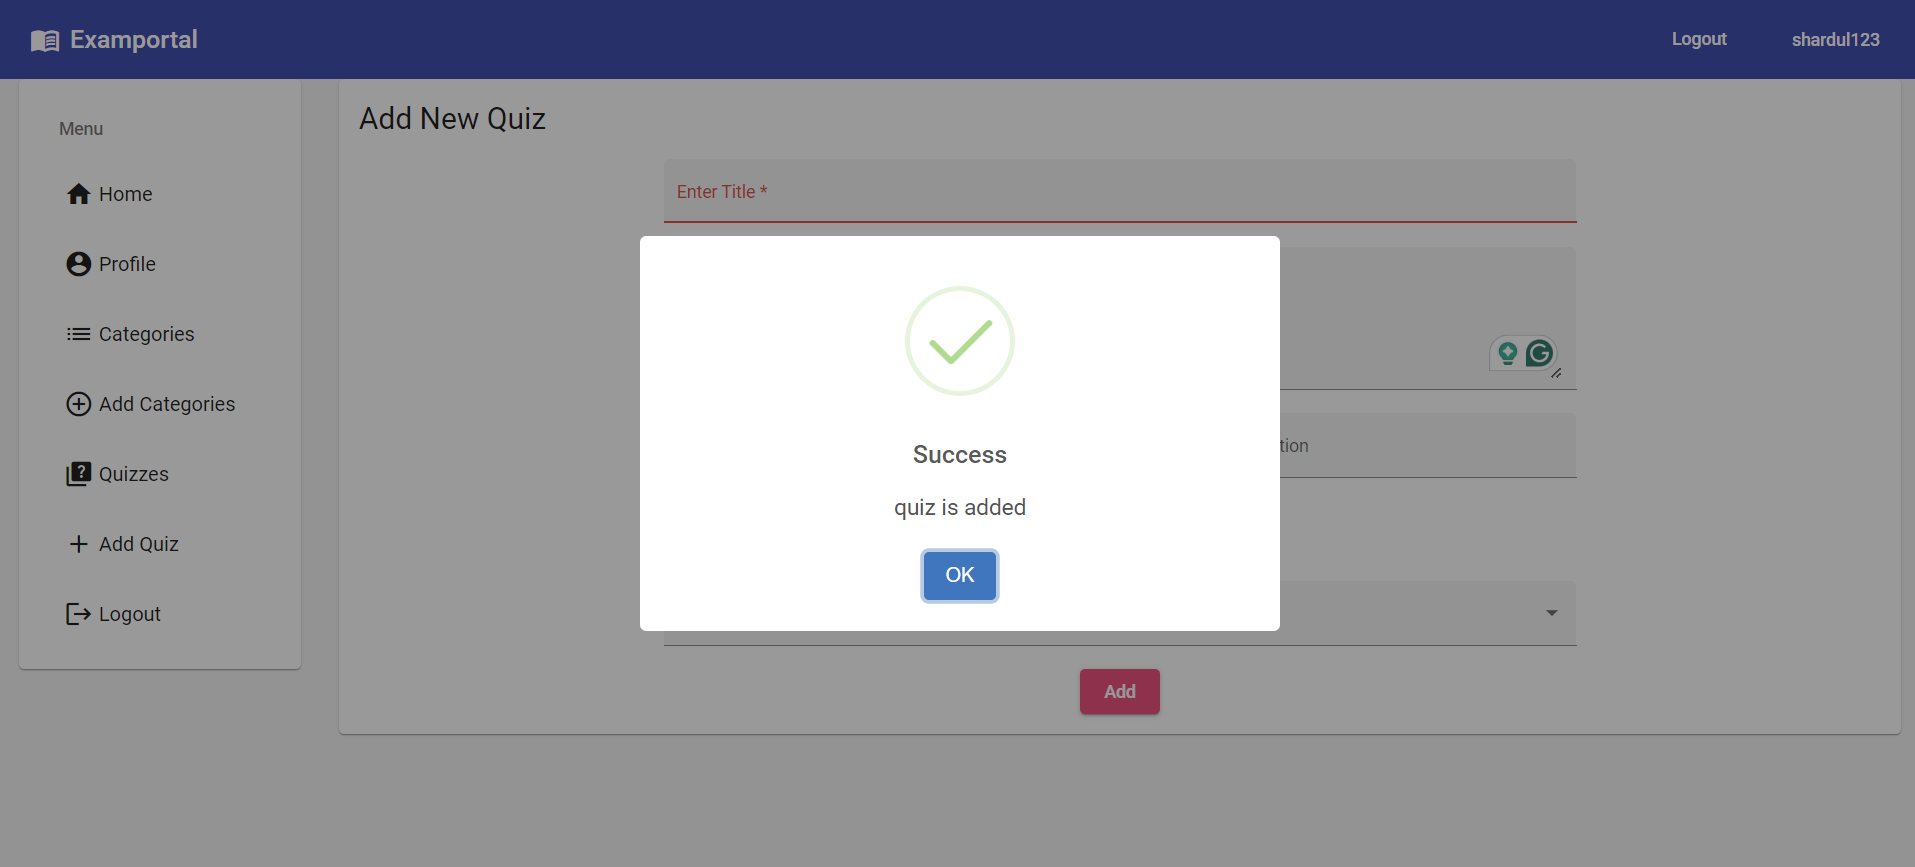 Examportal
Logout
shardul123
Menu
Home
Profile
Categories
Add Categories
Quizzes
Add Quiz
Logout
Add New Quiz
Enter Title *
tion
Success
quiz is added
OK
Add